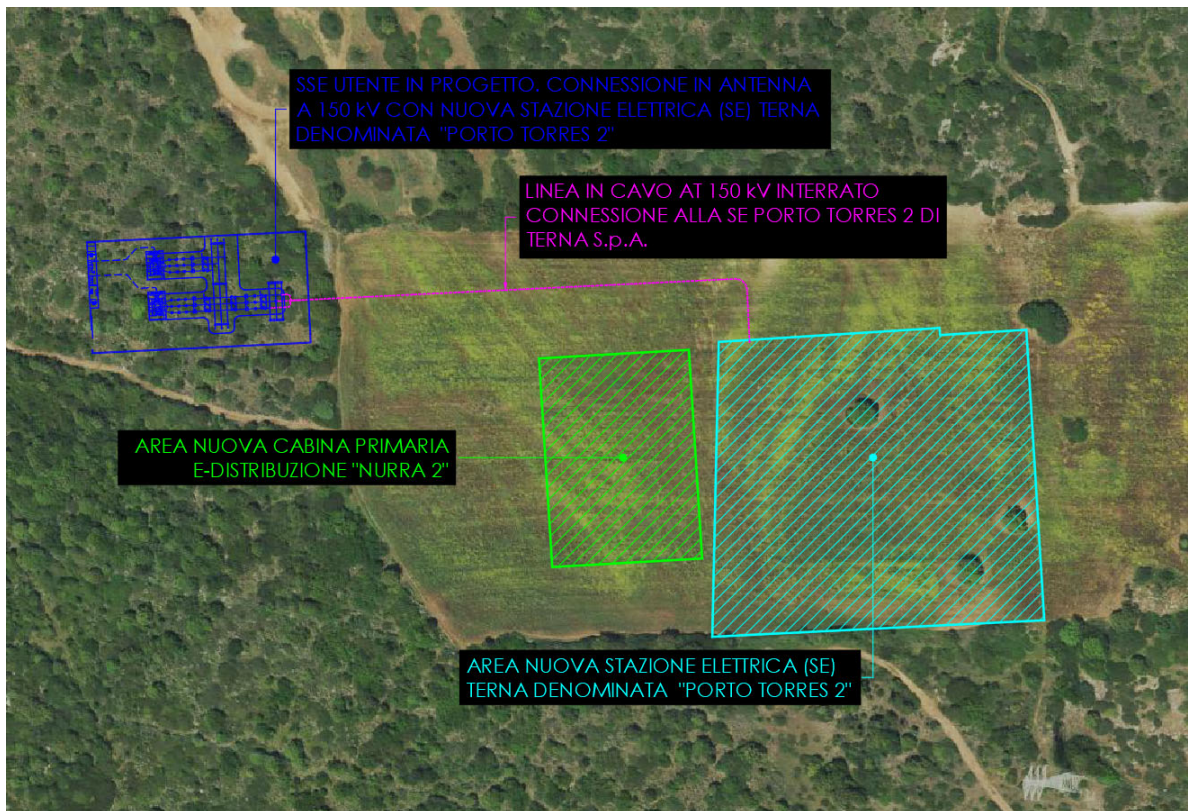 SSE UTENTE IN PROGETTO. CONNESSIONE IN ANTENNA
A 150 kV CON NUOVA STAZIONE ELETTRICA (SE) TERNA
DENOMINATA "PORTO TORRES 2"
LINEA IN CAVO AT 150 kV INTERRATO
CONNESSIONE ALLA SE PORTO TORRES 2 DI
TERNA S.p.A.
AREA NUOVA CABINA PRIMARIA
E-DISTRIBUZIONE "NURRA 2"
AREA NUOVA STAZIONE ELETTRICA (SE)
TERNA DENOMINATA "PORTO TORRES 2"